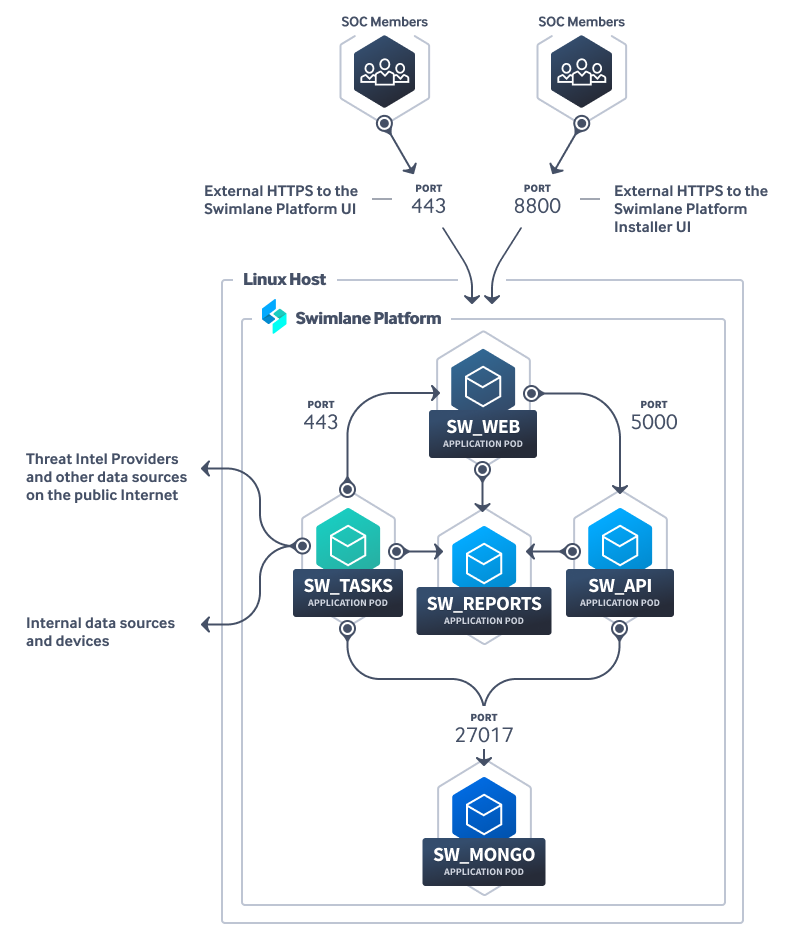 SOC Members
SOC Members
External HTTPS to the
Swimlane Platform UI
PORT
443
PORT
8800
External HTTPS to the
Swimlane Platform
Installer UI
Linux Host
Swimlane Platform
SW_WEB
APPLICATION POD
PORT
443
PORT
5000
Threat Intel Providers
and other data sources
on the public Internet
SW_TASKS
APPLICATION POD
SW_REPORTS
APPLICATION POD
SW_API
APPLICATION POD
Internal data sources
and devices
PORT
27017
SW_MONGO
APPLICATION POD